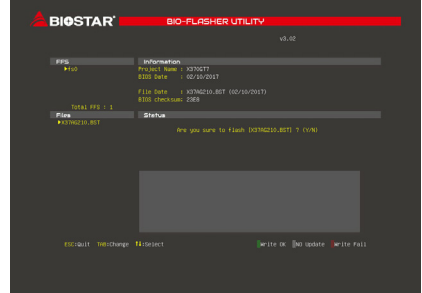 BIOSTAR
BIO-FLASHER UTILITY
v3.02
FFS
▶fs0
Total FFS : 1
Information
Project Name : X370GT7
BIOS Date : 02/10/2017
File Date : X37AG210.BST (02/10/2017)
BIOS checksum: 23E8
Files
▶X37AG210.BST
Status
Are you sure to flash [X37AG210.BST] ? (Y/N)
ESC:Quit TAB:Change ↑↓:Select
Write OK NO Update Write Fail